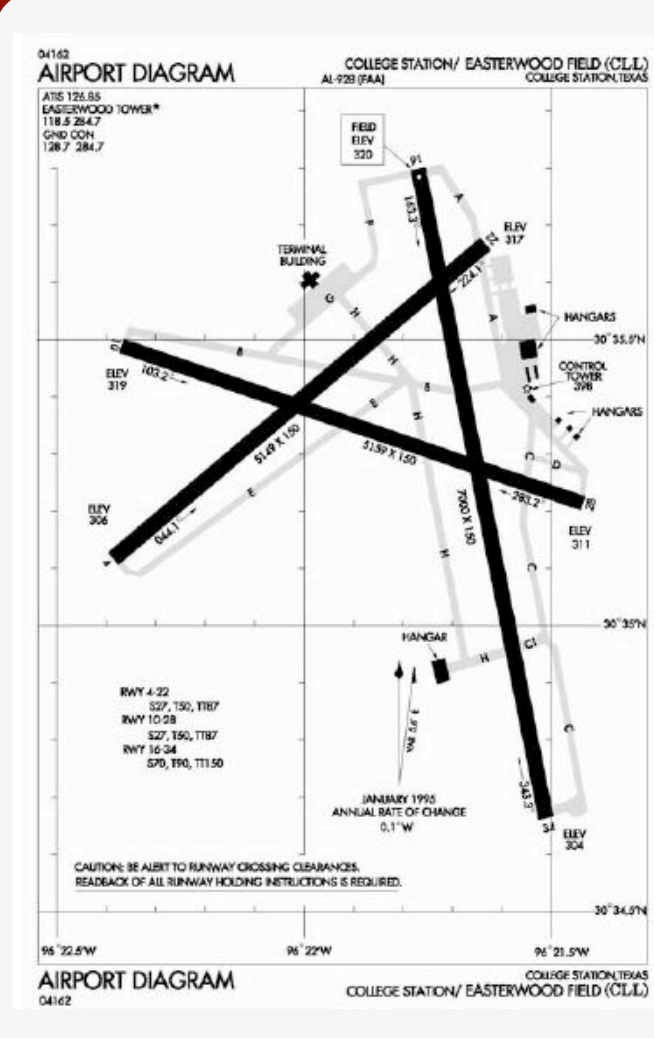 04162
AIRPORT DIAGRAM
COLLEGE STATION/ EASTERWOOD FIELD (CLL)
AL-928 (FAA)
COLLEGE STATION, TEXAS
ATIS 126.85
EASTERWOOD TOWER*
118.5 284.7
GND CON
128.7 284.7
FIELD
ELEV
320
16
163.3°
A
F
22
ELEV
317
TERMINAL
BUILDING
224.1°
G
H
A
HANGARS
30°35.5'N
10
B
H
ELEV
319
103.2°
CONTROL
TOWER
398
B
B
H
HANGARS
5149 X 150
5159 X 150
C
D
E
7000 X 150
283.2°
28
ELEV
306
044.1°
ELEV
311
4
H
C
30°35'N
HANGAR
H
G1
RWY 4-22
S27, T50, TT87
RWY 10-28
S27, T50, TT87
RWY 16-34
S70, T90, TT150
VAR 5.6° E
C
343.3°
JANUARY 1995
ANNUAL RATE OF CHANGE
0.1°W
34
ELEV
304
CAUTION: BE ALERT TO RUNWAY CROSSING CLEARANCES.
READBACK OF ALL RUNWAY HOLDING INSTRUCTIONS IS REQUIRED.
30°34.5'N
96°22.5'W
96°22'W
96°21.5'W
AIRPORT DIAGRAM
04162
COLLEGE STATION, TEXAS
COLLEGE STATION/ EASTERWOOD FIELD (CLL)